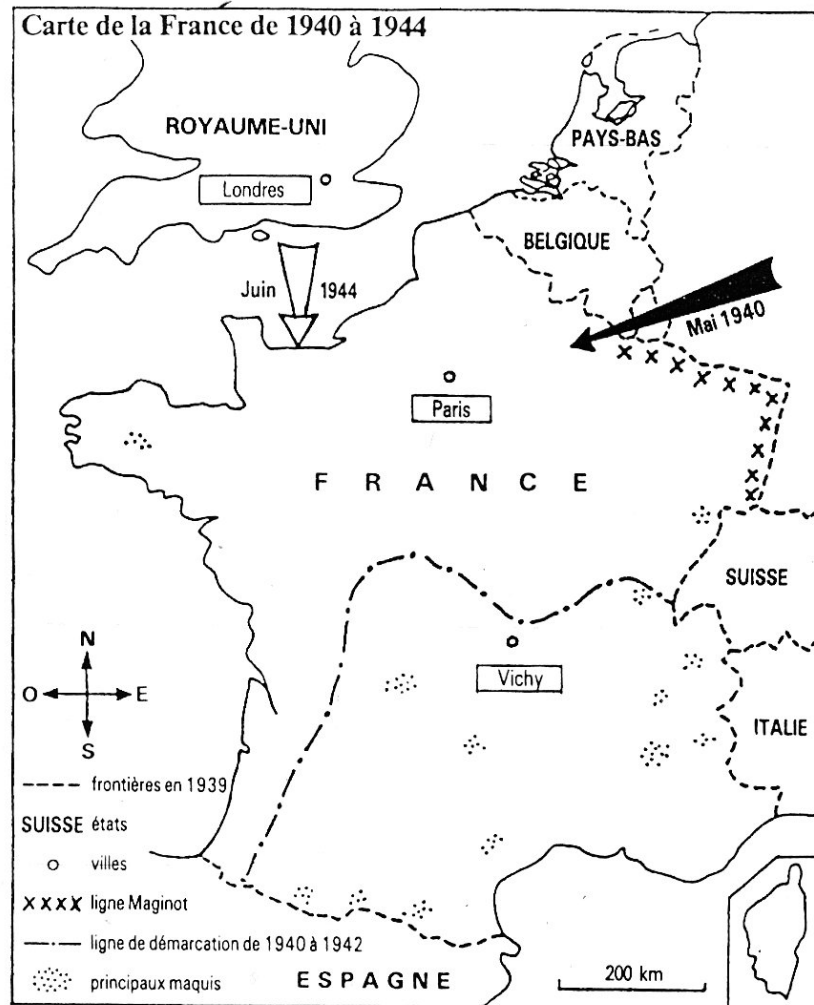 Carte de la France de 1940 à 1944
ROYAUME-UNI
Londres
PAYS-BAS
BELGIQUE
Juin 1944
Mai 1940
Paris
F R A N C E
SUISSE
Vichy
ITALIE
N
O E
S
frontières en 1939
SUISSE états
villes
XXXX ligne Maginot
ligne de démarcation de 1940 à 1942
principaux maquis
ESPAGNE
200 km